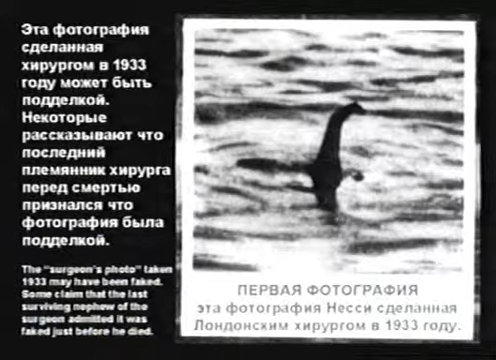 Эта фотография
сделанная
хирургом в 1933
году может быть
подделкой.
Некоторые
рассказывают что
последний
племянник хирурга
перед смертью
признался что
фотография была
подделкой.
The "surgeon's photo" taken
1933 may have been faked.
Some claim that the last
surviving nephew of the
surgeon admitted it was
faked just before he died.
ПЕРВАЯ ФОТОГРАФИЯ
эта фотография Несси сделанная
Лондонским хирургом в 1933 году.